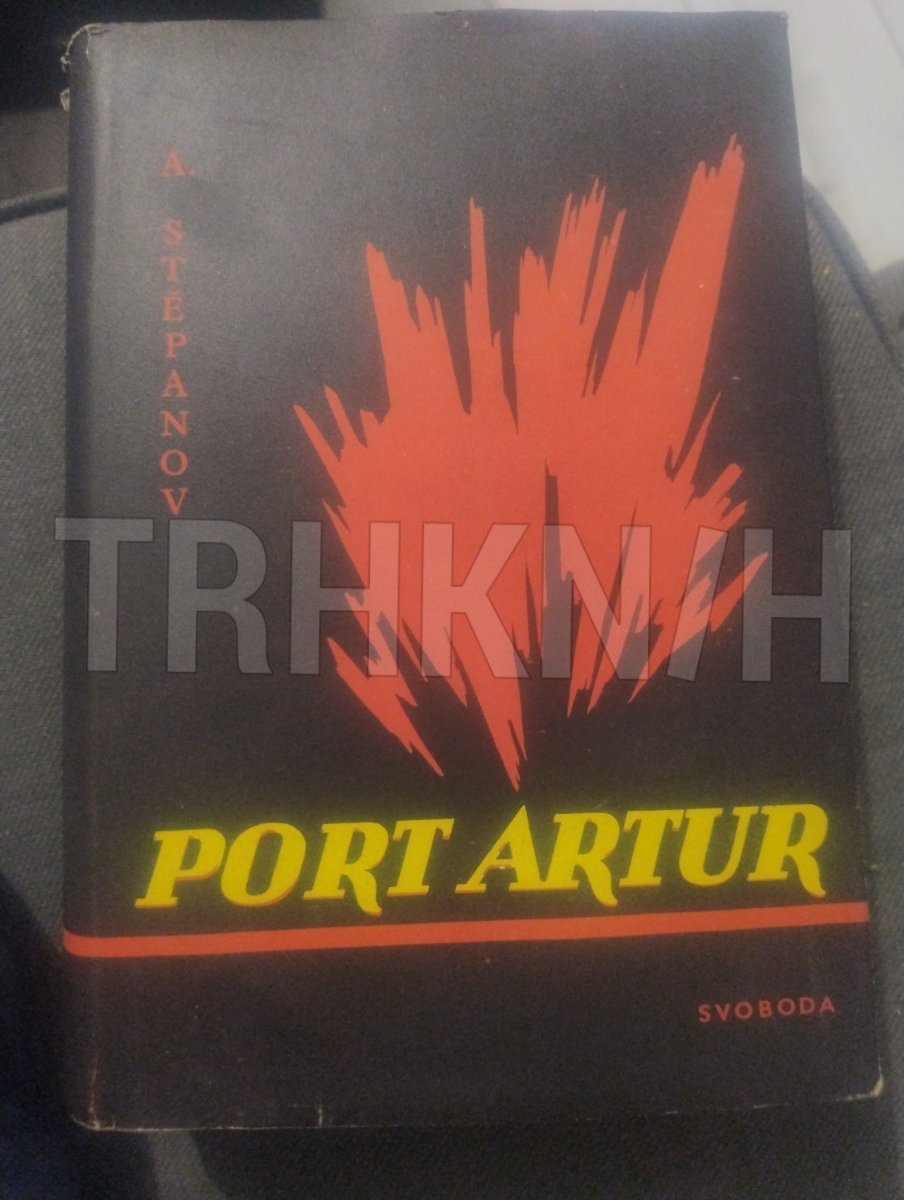 A. STĚPANOV
TRHKNIH
PORT ARTUR
SVOBODA